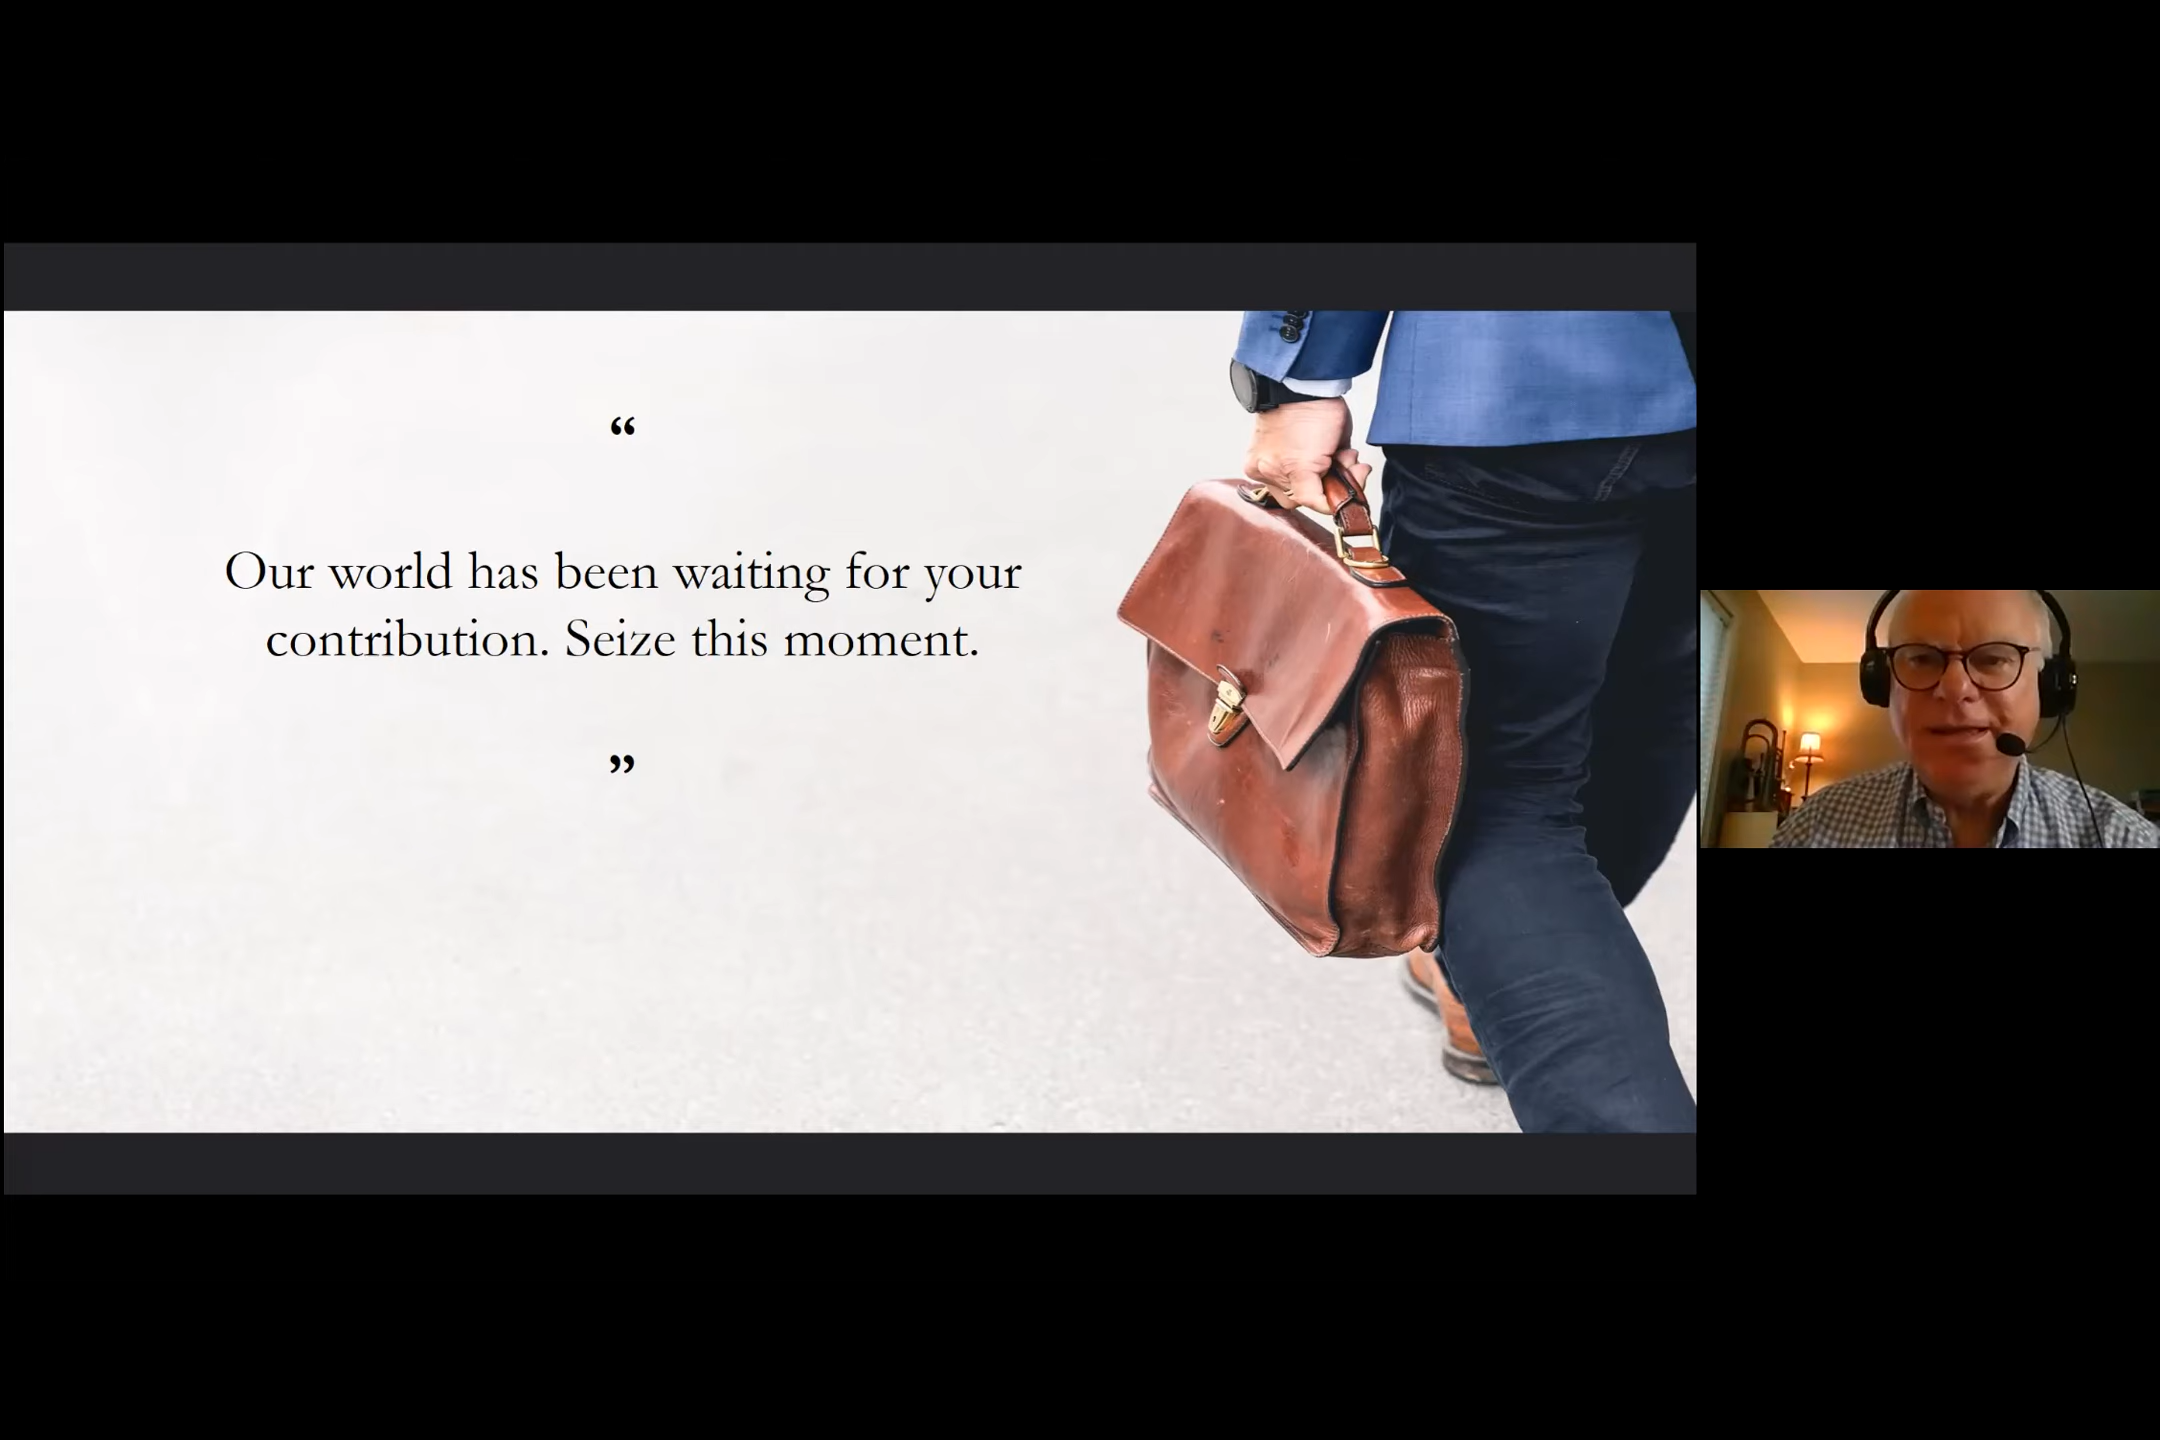 “
Our world has been waiting for your
contribution. Seize this moment.
”